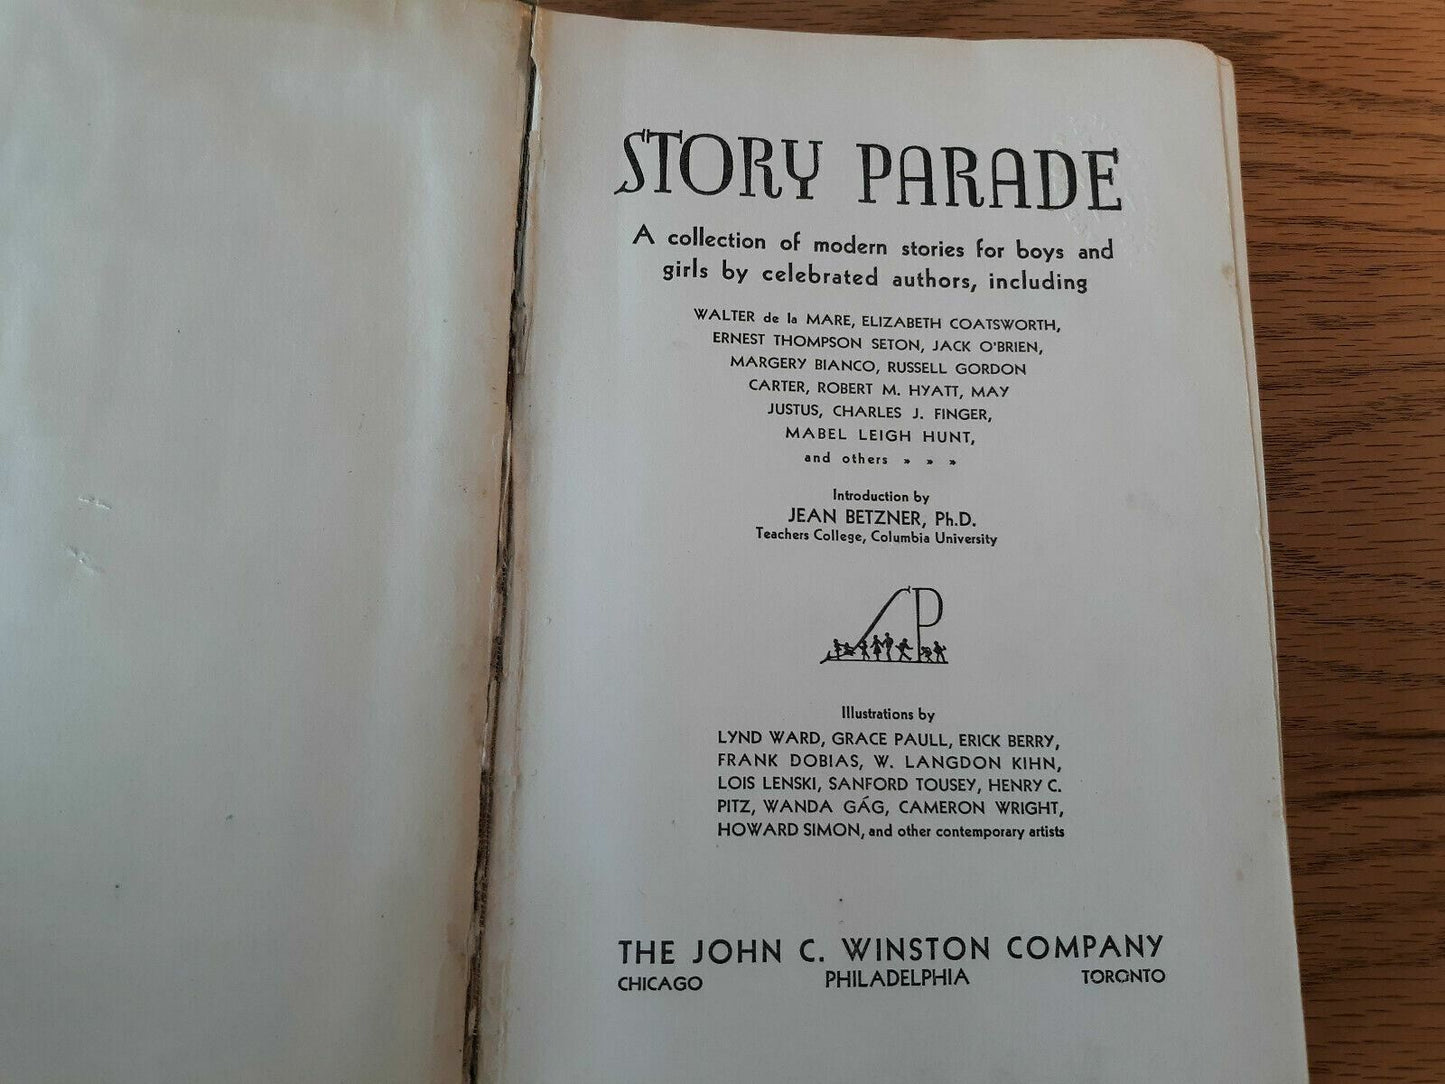 STORY PARADE
A collection of modern stories for boys and
girls by celebrated authors, including
WALTER de la MARE, ELIZABETH COATSWORTH,
ERNEST THOMPSON SETON, JACK O'BRIEN,
MARGERY BIANCO, RUSSELL GORDON
CARTER, ROBERT M. HYATT, MAY
JUSTUS, CHARLES J. FINGER,
MABEL LEIGH HUNT,
and others » » »
Introduction by
JEAN BETZNER, Ph.D.
Teachers College, Columbia University
SP
Illustrations by
LYND WARD, GRACE PAULL, ERICK BERRY,
FRANK DOBIAS, W. LANGDON KIHN,
LOIS LENSKI, SANFORD TOUSEY, HENRY C.
PITZ, WANDA GÁG, CAMERON WRIGHT,
HOWARD SIMON, and other contemporary artists
THE JOHN C. WINSTON COMPANY
CHICAGO PHILADELPHIA TORONTO